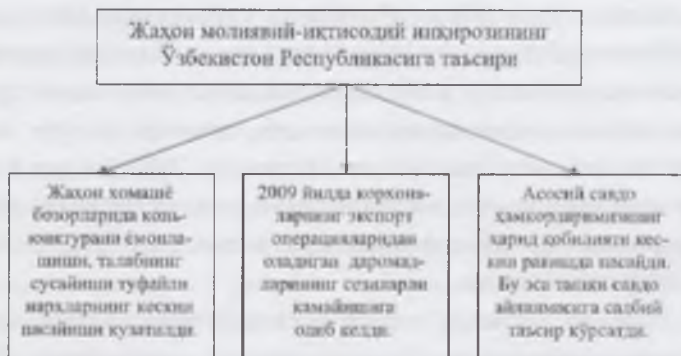 Жаҳон молиявий-иқтисодий инқирозининг
Ўзбекистон Республикасига таъсири
Жаҳон хомашё
бозорларида конъ-
юнктурани ёмонла-
шиши, талабнинг
сусайиши туфайли
нархларнинг кескин
пасайиши кузатилди.
2009 йилда корхона-
ларнинг экспорт
операцияларидан
оладиган даромад-
ларининг сезиларли
камайишига
олиб келди.
Асосий савдо
ҳамкорларимизнинг
харид қобилияти кес-
кин равишда пасайди.
Бу эса ташқи савдо
айланмасига салбий
таъсир кўрсатди.